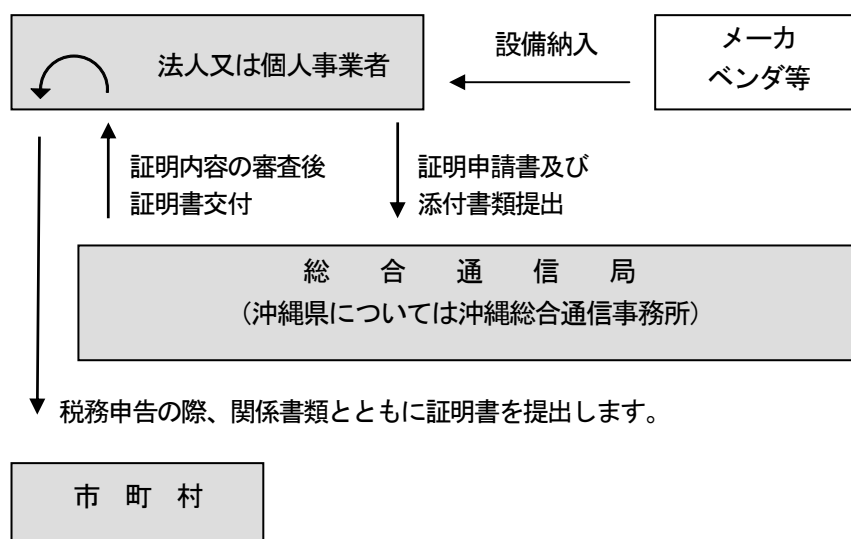 法人又は個人事業者
設備納入
メーカ
ベンダ等
証明内容の審査後
証明書交付
証明申請書及び
添付書類提出
総合通信局
(沖縄県については沖縄総合通信事務所)
税務申告の際、関係書類とともに証明書を提出します。
市町村